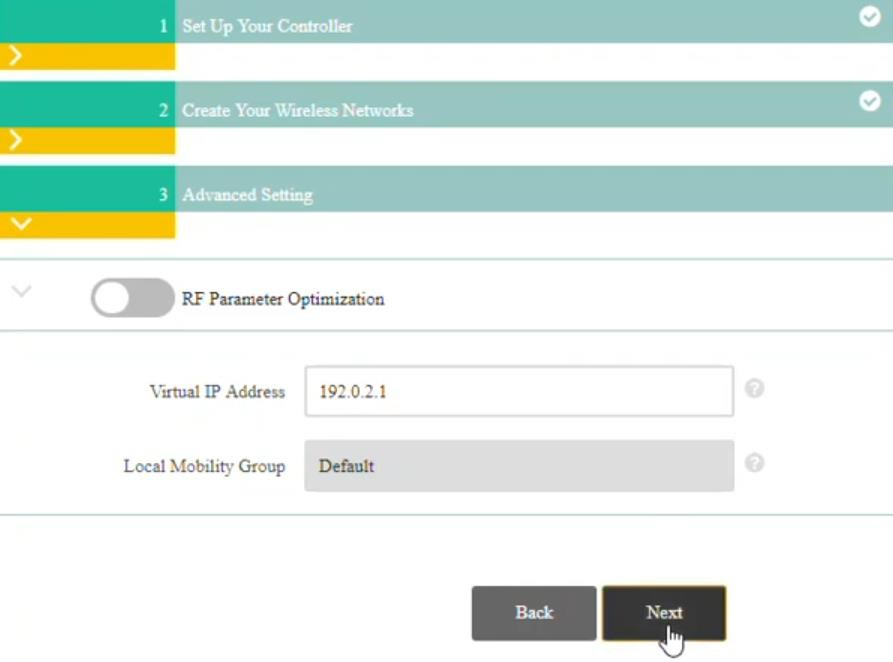 1 Set Up Your Controller
2 Create Your Wireless Networks
3 Advanced Setting
RF Parameter Optimization
Virtual IP Address 192.0.2.1 ?
Local Mobility Group Default ?
Back Next